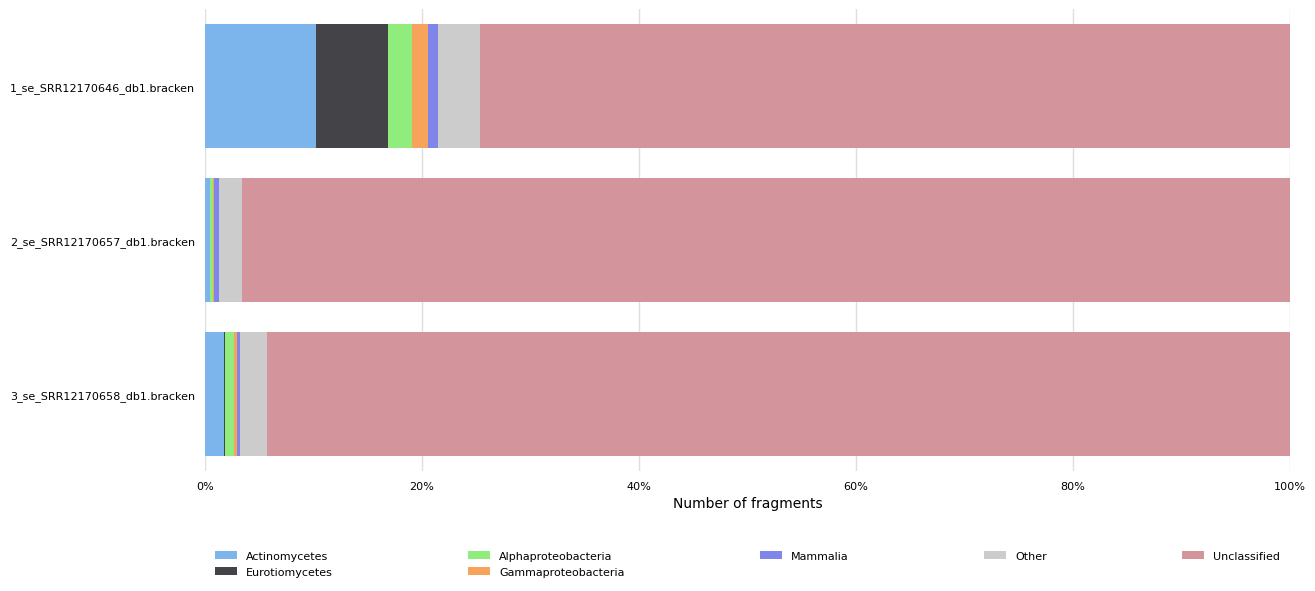 1_se_SRR12170646_db1.bracken
2_se_SRR12170657_db1.bracken
3_se_SRR12170658_db1.bracken
0% 20% 40% 60% 80% 100%
Number of fragments
Actinomycetes Alphaproteobacteria Mammalia Other Unclassified
Eurotiomycetes Gammaproteobacteria